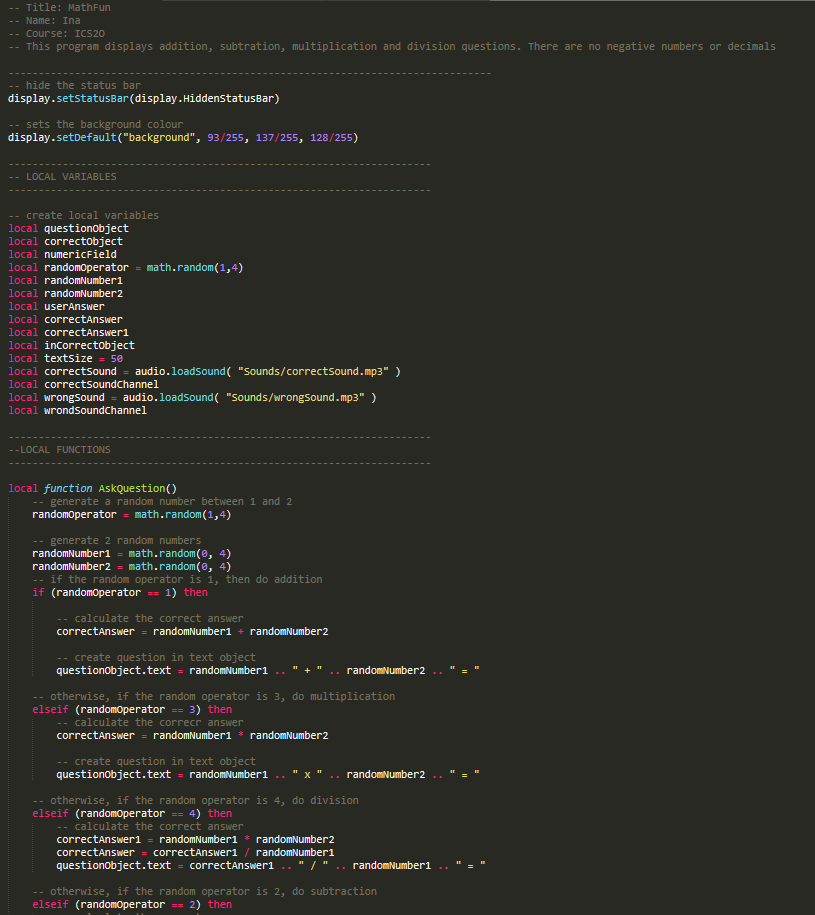 -- Title: MathFun
-- Name: Ina
-- Course: ICS2O
-- This program displays addition, subtration, multiplication and division questions. There are no negative numbers or decimals
--------------------------------------------------------------------------------
-- hide the status bar
display.setStatusBar(display.HiddenStatusBar)
-- sets the background colour
display.setDefault("background", 93/255, 137/255, 128/255)
----------------------------------------------------------------------
-- LOCAL VARIABLES
----------------------------------------------------------------------
-- create local variables
local questionObject
local correctObject
local numericField
local randomOperator = math.random(1,4)
local randomNumber1
local randomNumber2
local userAnswer
local correctAnswer
local correctAnswer1
local inCorrectObject
local textSize = 50
local correctSound = audio.loadSound( "Sounds/correctSound.mp3" )
local correctSoundChannel
local wrongSound = audio.loadSound( "Sounds/wrongSound.mp3" )
local wrondSoundChannel
----------------------------------------------------------------------
--LOCAL FUNCTIONS
----------------------------------------------------------------------
local function AskQuestion()
    -- generate a random number between 1 and 2
    randomOperator = math.random(1,4)
    -- generate 2 random numbers
    randomNumber1 = math.random(0, 4)
    randomNumber2 = math.random(0, 4)
    -- if the random operator is 1, then do addition
    if (randomOperator == 1) then
        -- calculate the correct answer
        correctAnswer = randomNumber1 + randomNumber2
        -- create question in text object
        questionObject.text = randomNumber1 .. " + " .. randomNumber2 .. " = "
    -- otherwise, if the random operator is 3, do multiplication
    elseif (randomOperator == 3) then
        -- calculate the correcr answer
        correctAnswer = randomNumber1 * randomNumber2
        -- create question in text object
        questionObject.text = randomNumber1 .. " x " .. randomNumber2 .. " = "
    -- otherwise, if the random operator is 4, do division
    elseif (randomOperator == 4) then
        -- calculate the correct answer
        correctAnswer1 = randomNumber1 * randomNumber2
        correctAnswer = correctAnswer1 / randomNumber1
        questionObject.text = correctAnswer1 .. " / " .. randomNumber1 .. " = "
    -- otherwise, if the random operator is 2, do subtraction
    elseif (randomOperator == 2) then